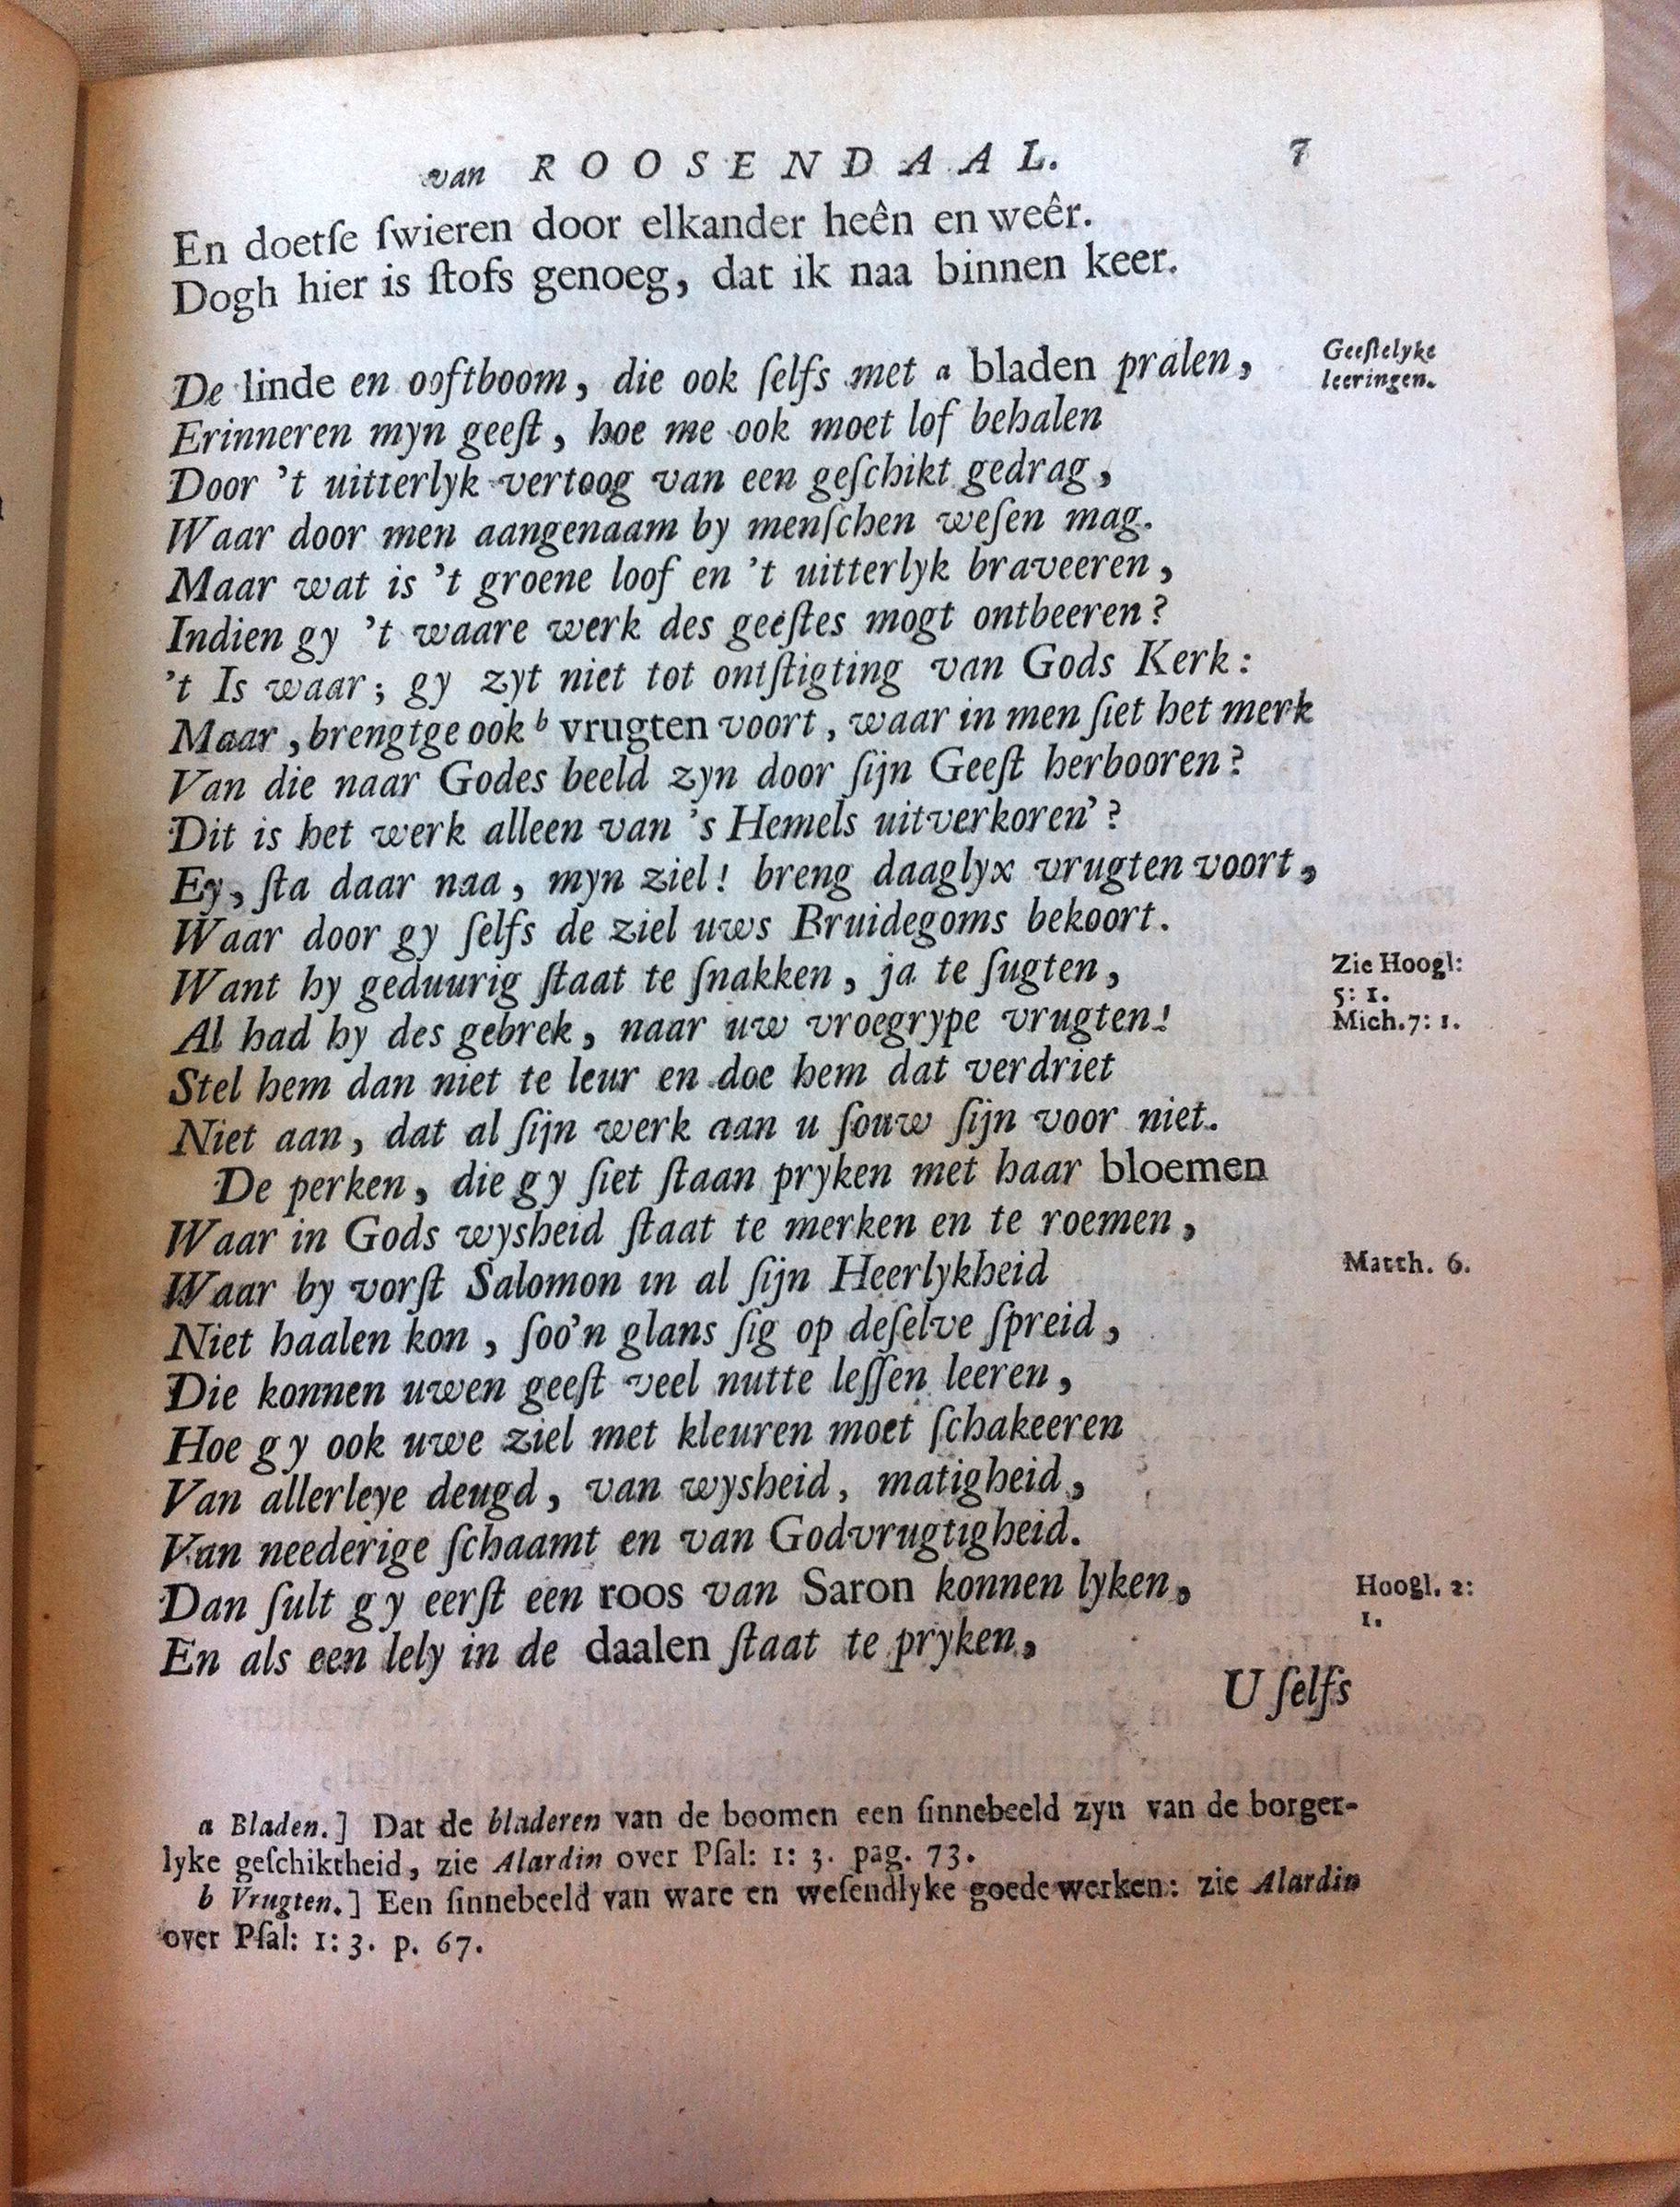 van ROOSENDAAL. 7
En doetſe ſwieren door elkander heên en weêr.
Dogh hier is ſtofs genoeg, dat ik naa binnen keer.
De linde en ooftboom, die ook ſelfs met a bladen pralen,
Geeſtelyke
leeringen.
Erinneren myn geeſt, hoe me ook moet lof behalen
Door 't uitterlyk vertoog van een geſchikt gedrag,
Waar door men aangenaam by menſchen weſen mag.
Maar wat is 't groene loof en 't uitterlyk braveeren,
Indien gy 't waare werk des geeſtes mogt ontbeeren?
't Is waar; gy zyt niet tot ontſtigting van Gods Kerk:
Maar, brengtge ook b vrugten voort, waar in men ſiet het merk
Van die naar Godes beeld zyn door ſijn Geeſt herbooren?
Dit is het werk alleen van 's Hemels uitverkoren'?
Ey, ſta daar naa, myn ziel! breng daaglyx vrugten voort,
Waar door gy ſelfs de ziel uws Bruidegoms bekoort.
Want hy geduurig ſtaat te ſnakken, ja te ſugten,
Zie Hoogl:
5: 1.
Mich. 7: 1.
Al had hy des gebrek, naar uw vroegrype vrugten!
Stel hem dan niet te leur en doe hem dat verdriet
Niet aan, dat al ſijn werk aan u ſouw ſijn voor niet.
De perken, die gy ſiet ſtaan pryken met haar bloemen
Waar in Gods wysheid ſtaat te merken en te roemen,
Waar by vorſt Salomon in al ſijn Heerlykheid
Matth. 6.
Niet haalen kon, ſoo'n glans ſig op deſelve ſpreid,
Die konnen uwen geeſt veel nutte leſſen leeren,
Hoe gy ook uwe ziel met kleuren moet ſchakeeren
Van allerleye deugd, van wysheid, matigheid,
Van neederige ſchaamt en van Godvrugtigheid.
Dan ſult gy eerſt een roos van Saron konnen lyken,
Hoogl. 2:
1.
En als een lely in de daalen ſtaat te pryken,
U ſelfs
a Bladen.] Dat de bladeren van de boomen een ſinnebeeld zyn van de borger-
lyke geſchiktheid, zie Alardin over Pſal: 1: 3. pag. 73.
b Vrugten.] Een ſinnebeeld van ware en weſendlyke goede werken: zie Alardin
over Pſal: 1: 3. p. 67.